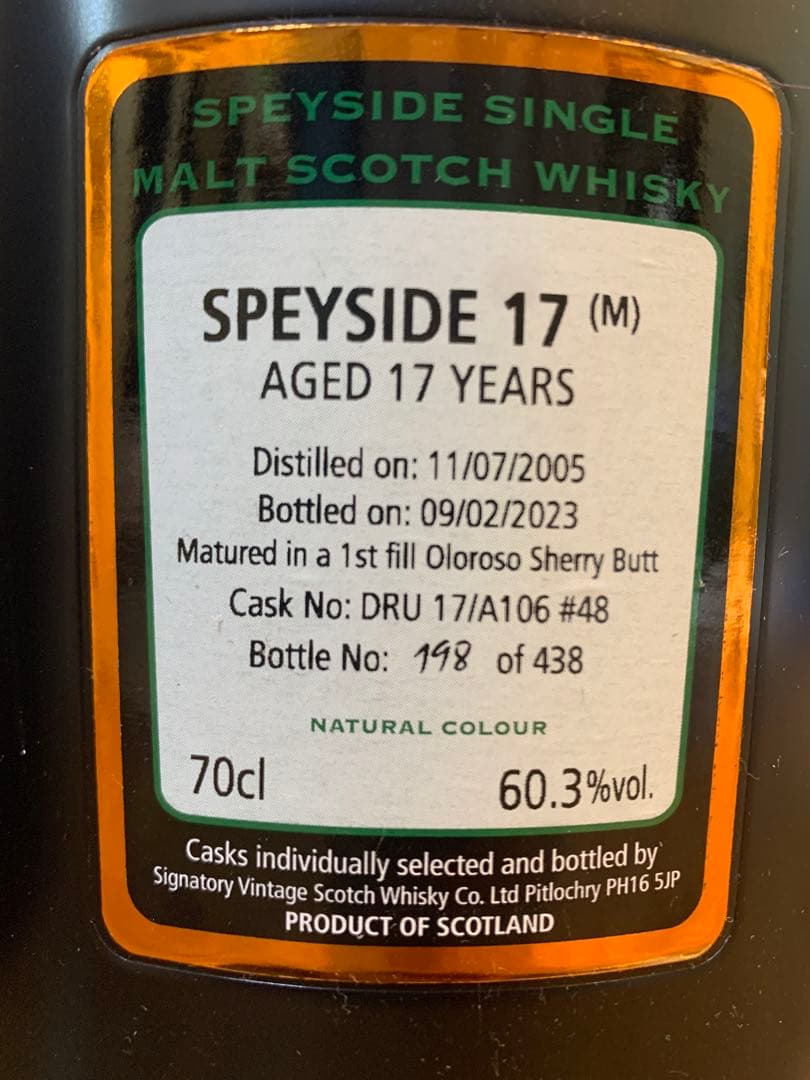 SPEYSIDE SINGLE
MALT SCOTCH WHISKY
SPEYSIDE 17 (M)
AGED 17 YEARS
Distilled on: 11/07/2005
Bottled on: 09/02/2023
Matured in a 1st fill Oloroso Sherry Butt
Cask No: DRU 17/A106 #48
Bottle No: 198 of 438
NATURAL COLOUR
70cl 60.3%vol.
Casks individually selected and bottled by
Signatory Vintage Scotch Whisky Co. Ltd Pitlochry PH16 5JP
PRODUCT OF SCOTLAND